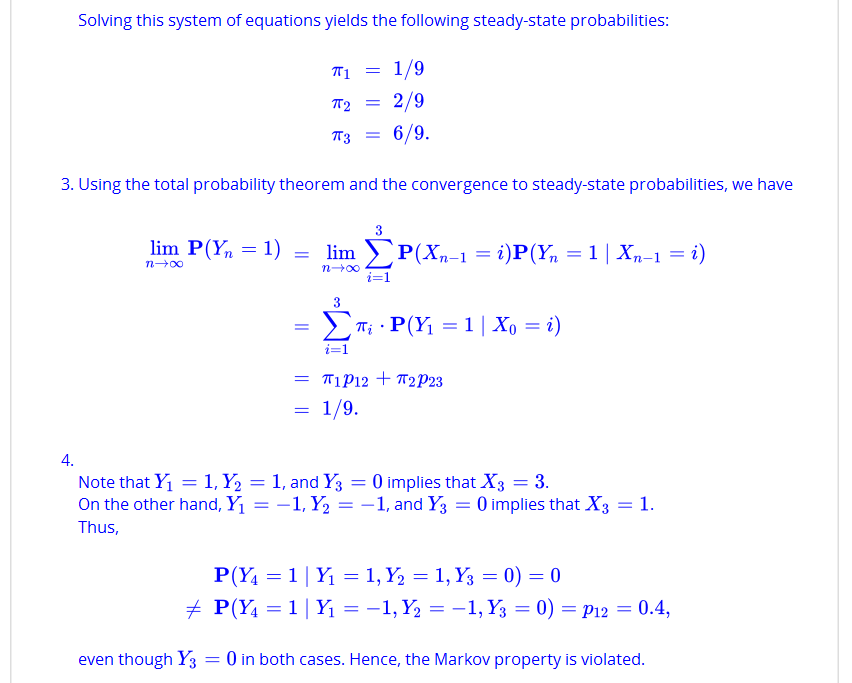 Solving this system of equations yields the following steady-state probabilities:
π₁ = 1/9
π₂ = 2/9
π₃ = 6/9.
3. Using the total probability theorem and the convergence to steady-state probabilities, we have
lim_{n→∞} P(Yₙ = 1) = lim_{n→∞} ∑_{i=1}^{3} P(Xₙ₋₁ = i)P(Yₙ = 1 | Xₙ₋₁ = i)
= ∑_{i=1}^{3} πᵢ · P(Y₁ = 1 | X₀ = i)
= π₁p₁₂ + π₂p₂₃
= 1/9.
4.
Note that Y₁ = 1, Y₂ = 1, and Y₃ = 0 implies that X₃ = 3.
On the other hand, Y₁ = −1, Y₂ = −1, and Y₃ = 0 implies that X₃ = 1.
Thus,
P(Y₄ = 1 | Y₁ = 1, Y₂ = 1, Y₃ = 0) = 0
≠ P(Y₄ = 1 | Y₁ = −1, Y₂ = −1, Y₃ = 0) = p₁₂ = 0.4,
even though Y₃ = 0 in both cases. Hence, the Markov property is violated.